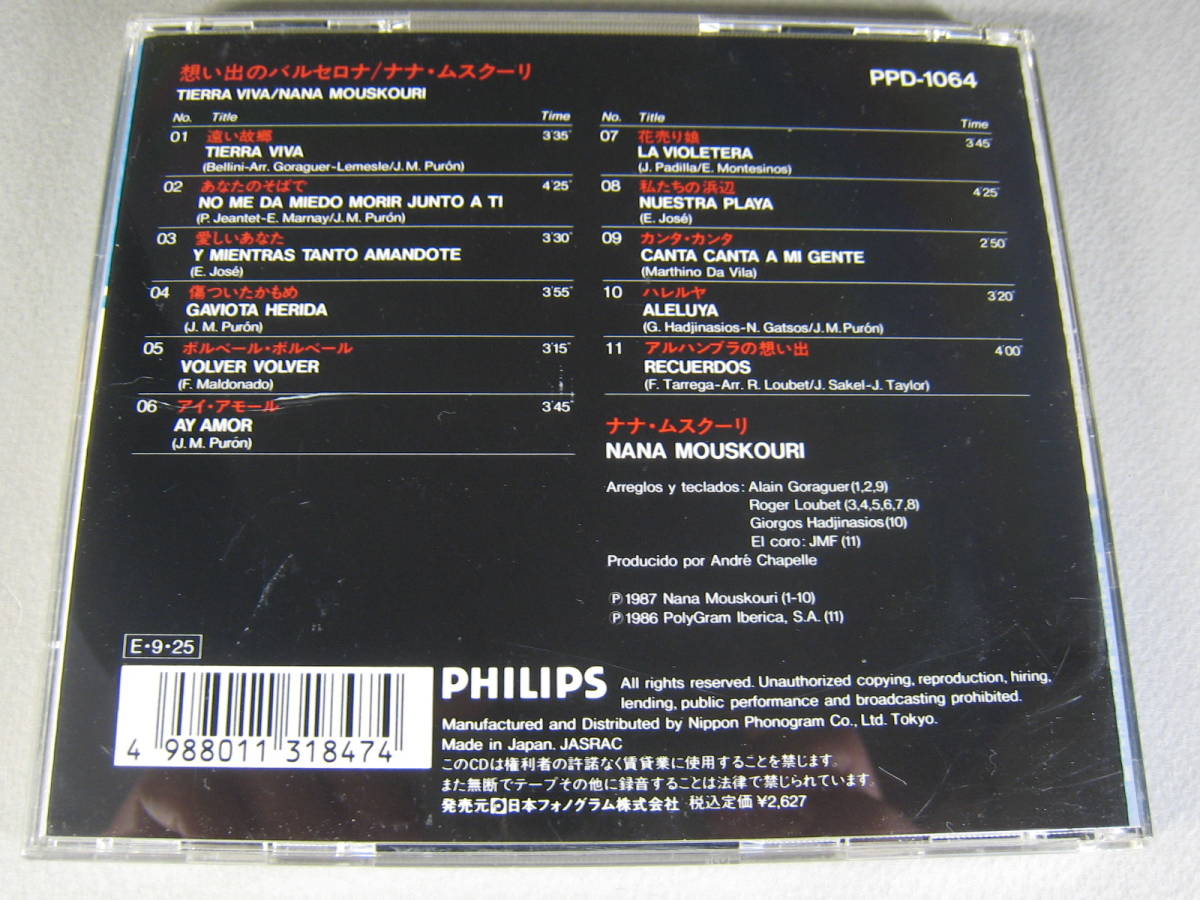 想い出のバルセロナ/ナナ・ムスクーリ
TIERRA VIVA/NANA MOUSKOURI
PPD-1064
No. Title Time
01 遠い故郷 3'35"
TIERRA VIVA
(Bellini-Arr. Goraguer-Lemesle/J.M. Purón)
02 あなたのそばで 4'25"
NO ME DA MIEDO MORIR JUNTO A TI
(P. Jeantet-E. Marnay/J.M. Purón)
03 愛しいあなた 3'30"
Y MIENTRAS TANTO AMANDOTE
(E. José)
04 傷ついたかもめ 3'55"
GAVIOTA HERIDA
(J.M. Purón)
05 ボルベール・ボルベール 3'15"
VOLVER VOLVER
(F. Maldonado)
06 アイ・アモール 3'45"
AY AMOR
(J.M. Purón)
No. Title Time
07 花売り娘 3'45"
LA VIOLETERA
(J. Padilla/E. Montesinos)
08 私たちの浜辺 4'25"
NUESTRA PLAYA
(E. José)
09 カンタ・カンタ 2'50"
CANTA CANTA A MI GENTE
(Marthino Da Vila)
10 ハレルヤ 3'20"
ALELUYA
(G. Hadjinasios-N. Gatsos/J.M. Purón)
11 アルハンブラの想い出 4'00"
RECUERDOS
(F. Tarrega-Arr. R. Loubet/J. Sakel-J. Taylor)
ナナ・ムスクーリ
NANA MOUSKOURI
Arreglos y teclados: Alain Goraguer(1,2,9)
Roger Loubet (3,4,5,6,7,8)
Giorgos Hadjinasios(10)
El coro: JMF (11)
Producido por André Chapelle
Ⓟ1987 Nana Mouskouri (1-10)
Ⓟ1986 PolyGram Iberica, S.A. (11)
E・9・25
4 988011 318474
PHILIPS
All rights reserved. Unauthorized copying, reproduction, hiring,
lending, public performance and broadcasting prohibited.
Manufactured and Distributed by Nippon Phonogram Co., Ltd. Tokyo.
Made in Japan. JASRAC
このCDは権利者の許諾なく賃貸業に使用することを禁じます。
また無断でテープその他に録音することは法律で禁じられています。
発売元 日本フォノグラム株式会社 税込定価¥2,627